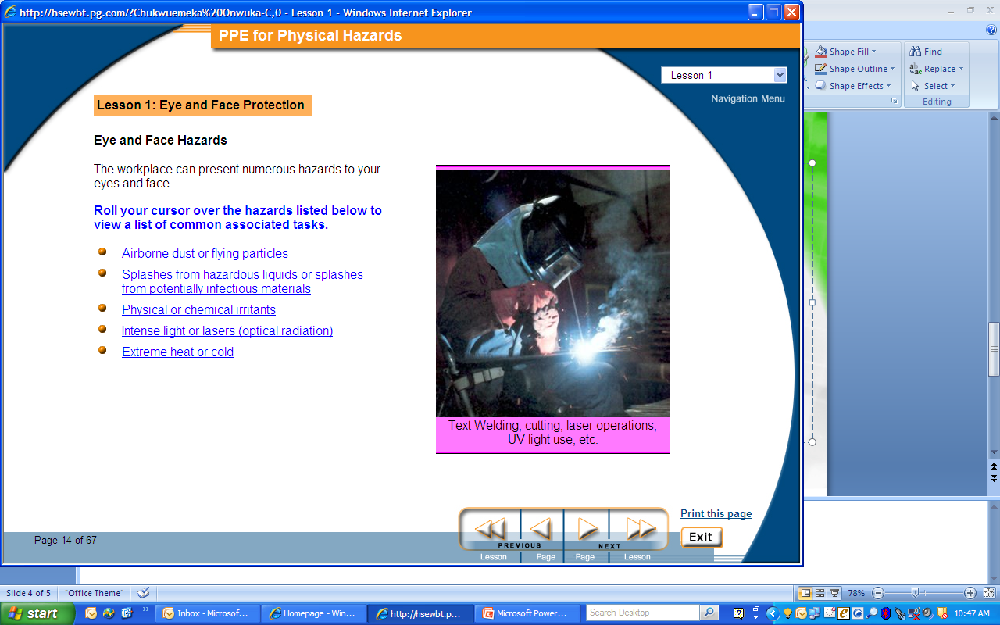 http://hsewbt.pg.com/?Chukwuemeka%20Onwuka-C,0 - Lesson 1 - Windows Internet Explorer
PPE for Physical Hazards
Lesson 1
Navigation Menu
Lesson 1: Eye and Face Protection
Eye and Face Hazards
The workplace can present numerous hazards to your
eyes and face.
Roll your cursor over the hazards listed below to
view a list of common associated tasks.
Airborne dust or flying particles
Splashes from hazardous liquids or splashes
from potentially infectious materials
Physical or chemical irritants
Intense light or lasers (optical radiation)
Extreme heat or cold
Text Welding, cutting, laser operations,
UV light use, etc.
Print this page
Exit
PREVIOUS NEXT
Lesson Page Page Lesson
Page 14 of 67
Shape Fill
Shape Outline
Shape Effects
Find
Replace
Select
Editing
Slide 4 of 5 "Office Theme" 78%
start Inbox - Microsof... Homepage - Win... http://hsewbt.p... Microsoft Power... Search Desktop 10:47 AM